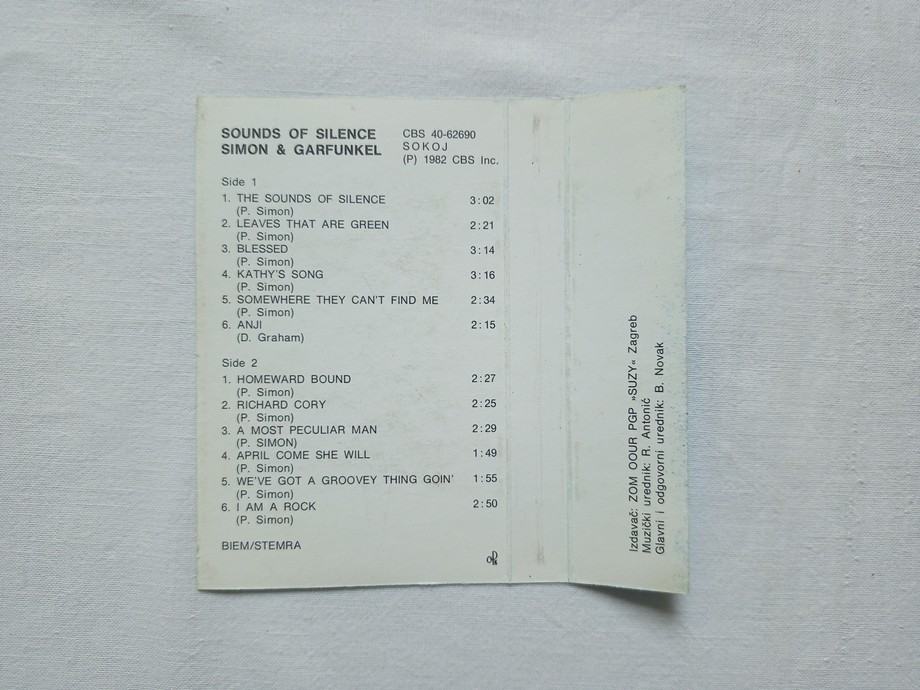 SOUNDS OF SILENCE
SIMON & GARFUNKEL
CBS 40-62690
SOKOJ
(P) 1982 CBS Inc.
Side 1
1. THE SOUNDS OF SILENCE 3:02
(P. Simon)
2. LEAVES THAT ARE GREEN 2:21
(P. Simon)
3. BLESSED 3:14
(P. Simon)
4. KATHY'S SONG 3:16
(P. Simon)
5. SOMEWHERE THEY CAN'T FIND ME 2:34
(P. Simon)
6. ANJI 2:15
(D. Graham)
Side 2
1. HOMEWARD BOUND 2:27
(P. Simon)
2. RICHARD CORY 2:25
(P. Simon)
3. A MOST PECULIAR MAN 2:29
(P. SIMON)
4. APRIL COME SHE WILL 1:49
(P. Simon)
5. WE'VE GOT A GROOVEY THING GOIN' 1:55
(P. Simon)
6. I AM A ROCK 2:50
(P. Simon)
BIEM/STEMRA
Izdavač: ZOM OOUR PGP »SUZY« Zagreb
Muzički urednik: R. Antonić
Glavni i odgovorni urednik: B. Novak